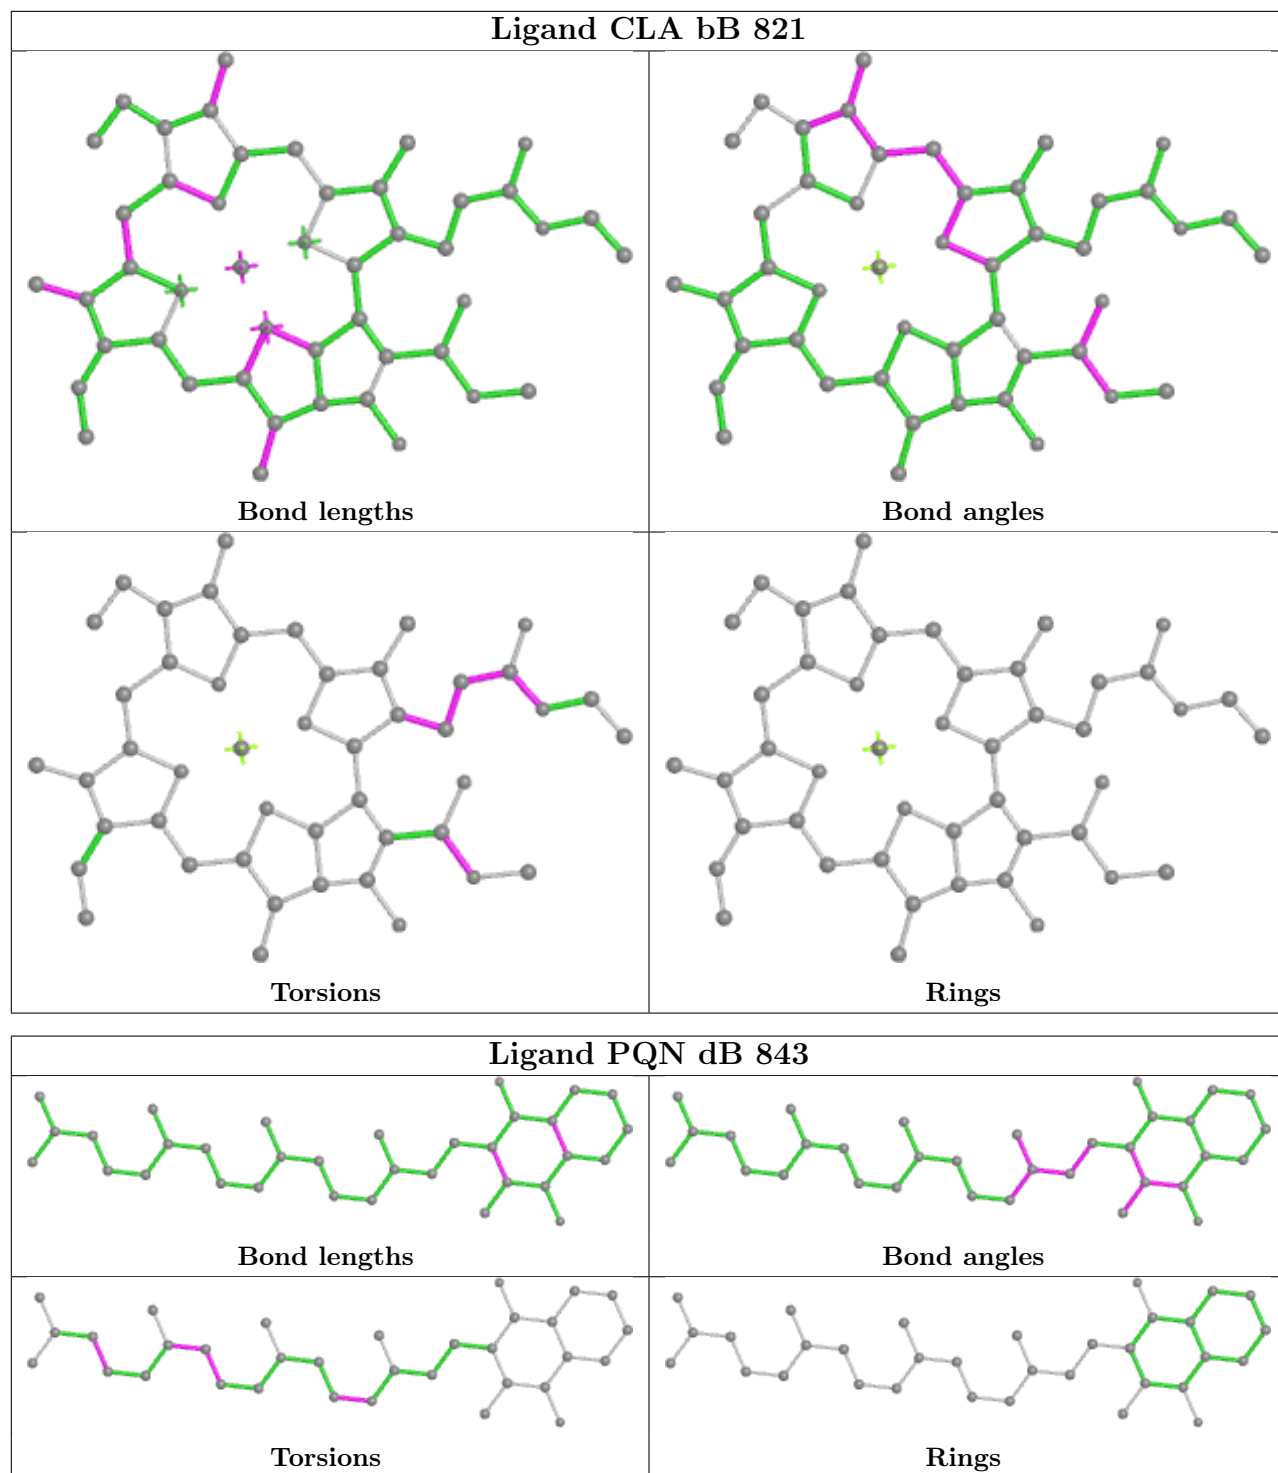 Ligand CLA bB 821
Bond lengths
Bond angles
Torsions
Rings
Ligand PQN dB 843
Bond lengths
Bond angles
Torsions
Rings